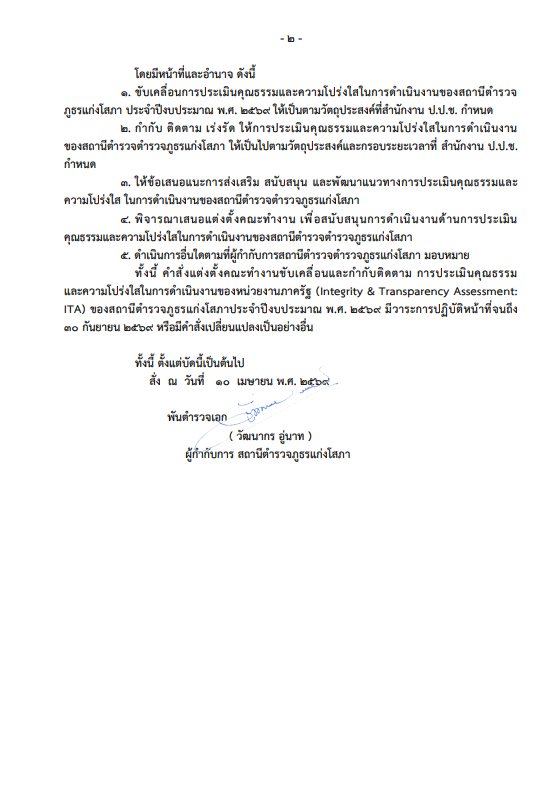 - ๒ -
โดยมีหน้าที่และอำนาจ ดังนี้
๑. ขับเคลื่อนการประเมินคุณธรรมและความโปร่งใสในการดำเนินงานของสถานีตำรวจ
ภูธรแก่งโสภา ประจำปีงบประมาณ พ.ศ. ๒๕๖๙ ให้เป็นตามวัตถุประสงค์ที่สำนักงาน ป.ป.ช. กำหนด
๒. กำกับ ติดตาม เร่งรัด ให้การประเมินคุณธรรมและความโปร่งใสในการดำเนินงาน
ของสถานีตำรวจตำรวจภูธรแก่งโสภา ให้เป็นไปตามวัตถุประสงค์และกรอบระยะเวลาที่ สำนักงาน ป.ป.ช.
กำหนด
๓. ให้ข้อเสนอแนะการส่งเสริม สนับสนุน และพัฒนาแนวทางการประเมินคุณธรรมและ
ความโปร่งใส ในการดำเนินงานของสถานีตำรวจตำรวจภูธรแก่งโสภา
๔. พิจารณาเสนอแต่งตั้งคณะทำงาน เพื่อสนับสนุนการดำเนินงานด้านการประเมิน
คุณธรรมและความโปร่งใสในการดำเนินงานของสถานีตำรวจตำรวจภูธรแก่งโสภา
๕. ดำเนินการอื่นใดตามที่ผู้กำกับการสถานีตำรวจตำรวจภูธรแก่งโสภา มอบหมาย
ทั้งนี้ คำสั่งแต่งตั้งคณะทำงานขับเคลื่อนและกำกับติดตาม การประเมินคุณธรรม
และความโปร่งใสในการดำเนินงานของหน่วยงานภาครัฐ (Integrity & Transparency Assessment:
ITA) ของสถานีตำรวจภูธรแก่งโสภาประจำปีงบประมาณ พ.ศ. ๒๕๖๙ มีวาระการปฏิบัติหน้าที่จนถึง
๓๐ กันยายน ๒๕๖๙ หรือมีคำสั่งเปลี่ยนแปลงเป็นอย่างอื่น
ทั้งนี้ ตั้งแต่บัดนี้เป็นต้นไป
สั่ง ณ วันที่ ๑๐ เมษายน พ.ศ. ๒๕๖๙
พันตำรวจเอก
( วัฒนากร อู่นาท )
ผู้กำกับการ สถานีตำรวจภูธรแก่งโสภา